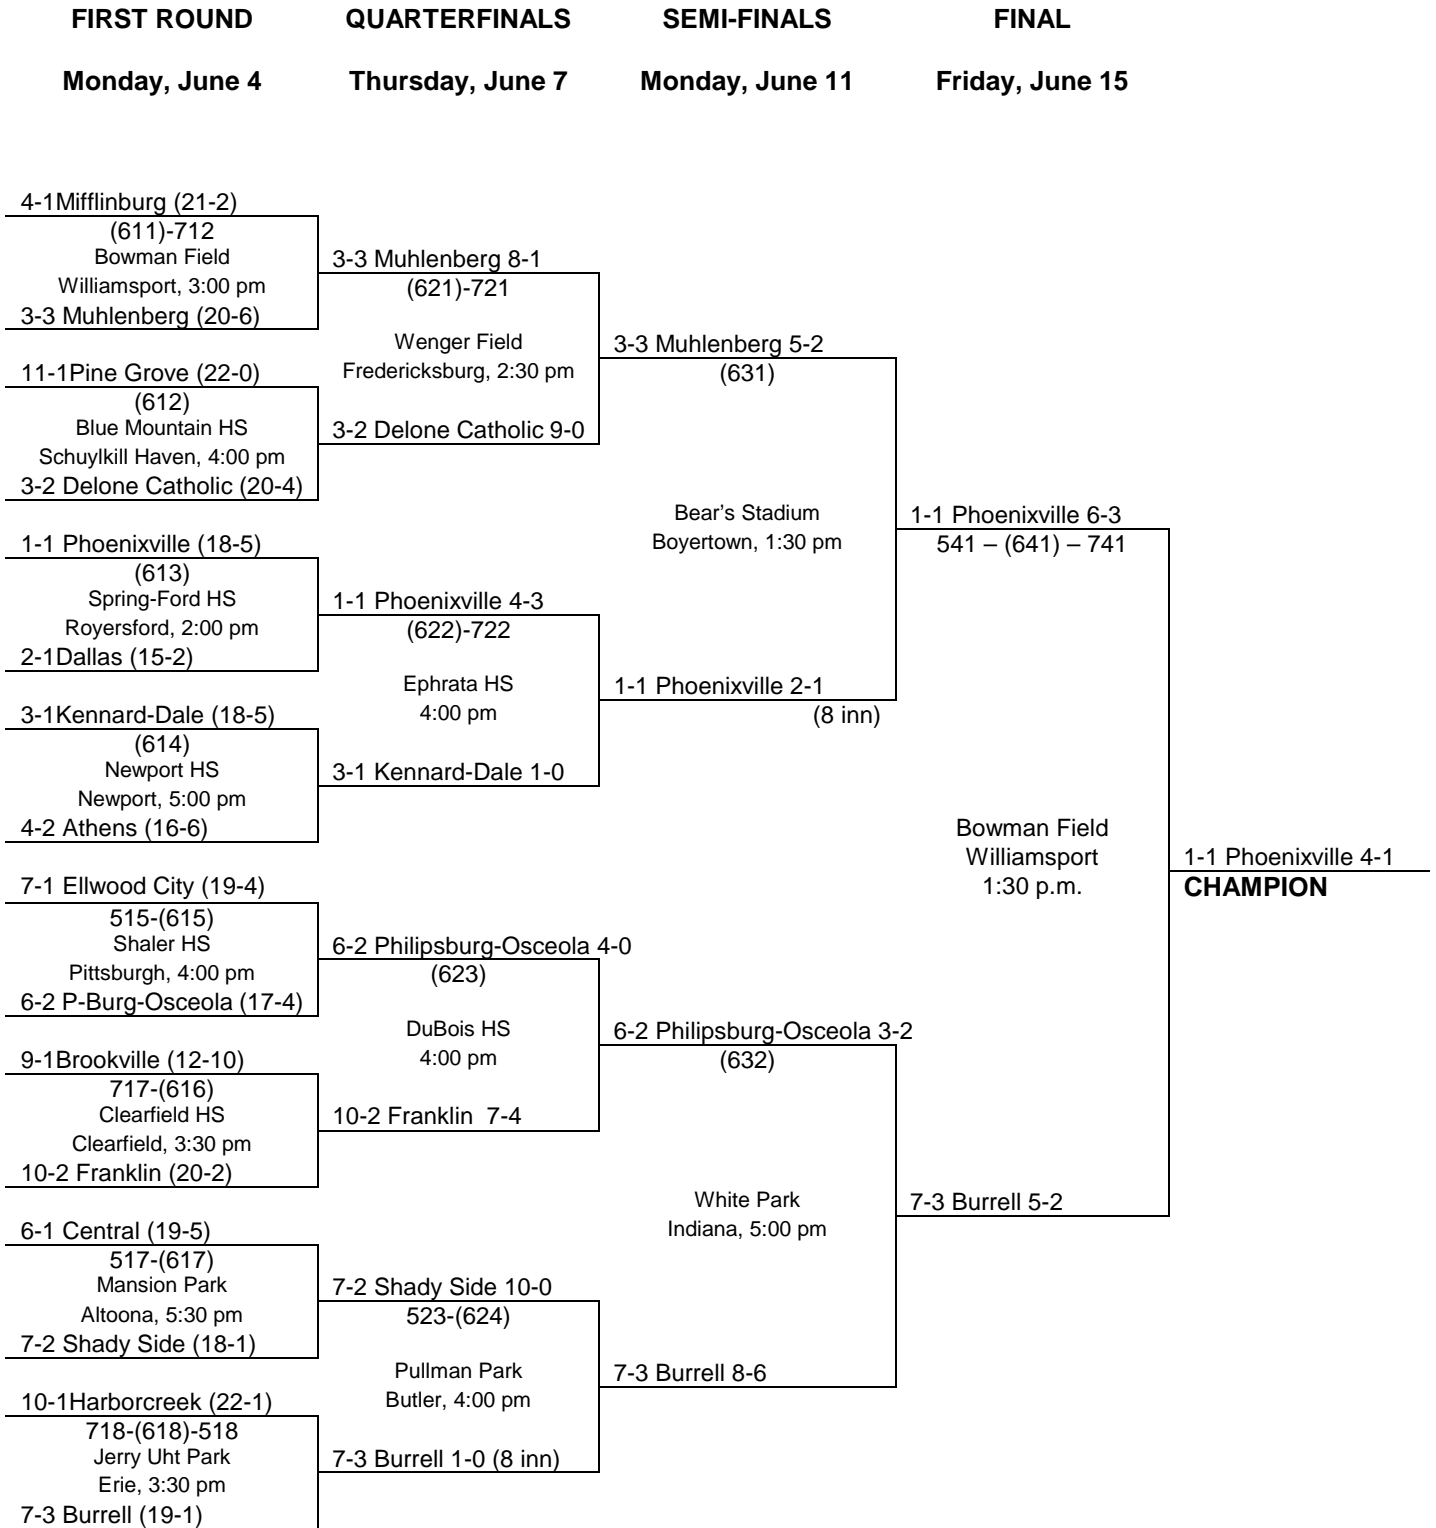 FIRST ROUND QUARTERFINALS SEMI-FINALS FINAL
Monday, June 4 Thursday, June 7 Monday, June 11 Friday, June 15
4-1Mifflinburg (21-2)
(611)-712
Bowman Field
Williamsport, 3:00 pm
3-3 Muhlenberg (20-6)
11-1Pine Grove (22-0)
(612)
Blue Mountain HS
Schuylkill Haven, 4:00 pm
3-2 Delone Catholic (20-4)
1-1 Phoenixville (18-5)
(613)
Spring-Ford HS
Royersford, 2:00 pm
2-1Dallas (15-2)
3-1Kennard-Dale (18-5)
(614)
Newport HS
Newport, 5:00 pm
4-2 Athens (16-6)
7-1 Ellwood City (19-4)
515-(615)
Shaler HS
Pittsburgh, 4:00 pm
6-2 P-Burg-Osceola (17-4)
9-1Brookville (12-10)
717-(616)
Clearfield HS
Clearfield, 3:30 pm
10-2 Franklin (20-2)
6-1 Central (19-5)
517-(617)
Mansion Park
Altoona, 5:30 pm
7-2 Shady Side (18-1)
10-1Harborcreek (22-1)
718-(618)-518
Jerry Uht Park
Erie, 3:30 pm
7-3 Burrell (19-1)
3-3 Muhlenberg 8-1
(621)-721
Wenger Field
Fredericksburg, 2:30 pm
3-2 Delone Catholic 9-0
1-1 Phoenixville 4-3
(622)-722
Ephrata HS
4:00 pm
3-1 Kennard-Dale 1-0
6-2 Philipsburg-Osceola 4-0
(623)
DuBois HS
4:00 pm
10-2 Franklin 7-4
7-2 Shady Side 10-0
523-(624)
Pullman Park
Butler, 4:00 pm
7-3 Burrell 1-0 (8 inn)
3-3 Muhlenberg 5-2
(631)
Bear’s Stadium
Boyertown, 1:30 pm
1-1 Phoenixville 2-1
(8 inn)
6-2 Philipsburg-Osceola 3-2
(632)
White Park
Indiana, 5:00 pm
7-3 Burrell 8-6
1-1 Phoenixville 6-3
541 – (641) – 741
Bowman Field
Williamsport
1:30 p.m.
7-3 Burrell 5-2
1-1 Phoenixville 4-1
CHAMPION